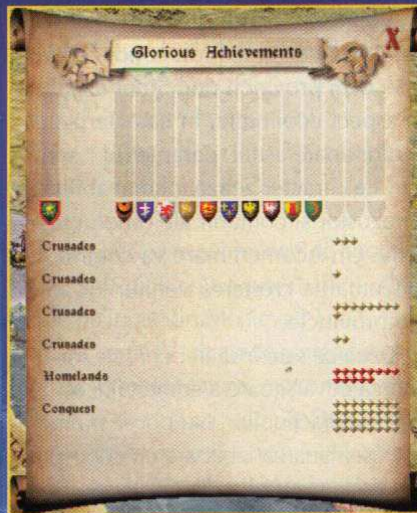 Glorious Achievements
X
Crusades
Crusades
Crusades
Crusades
Homelands
Conquest